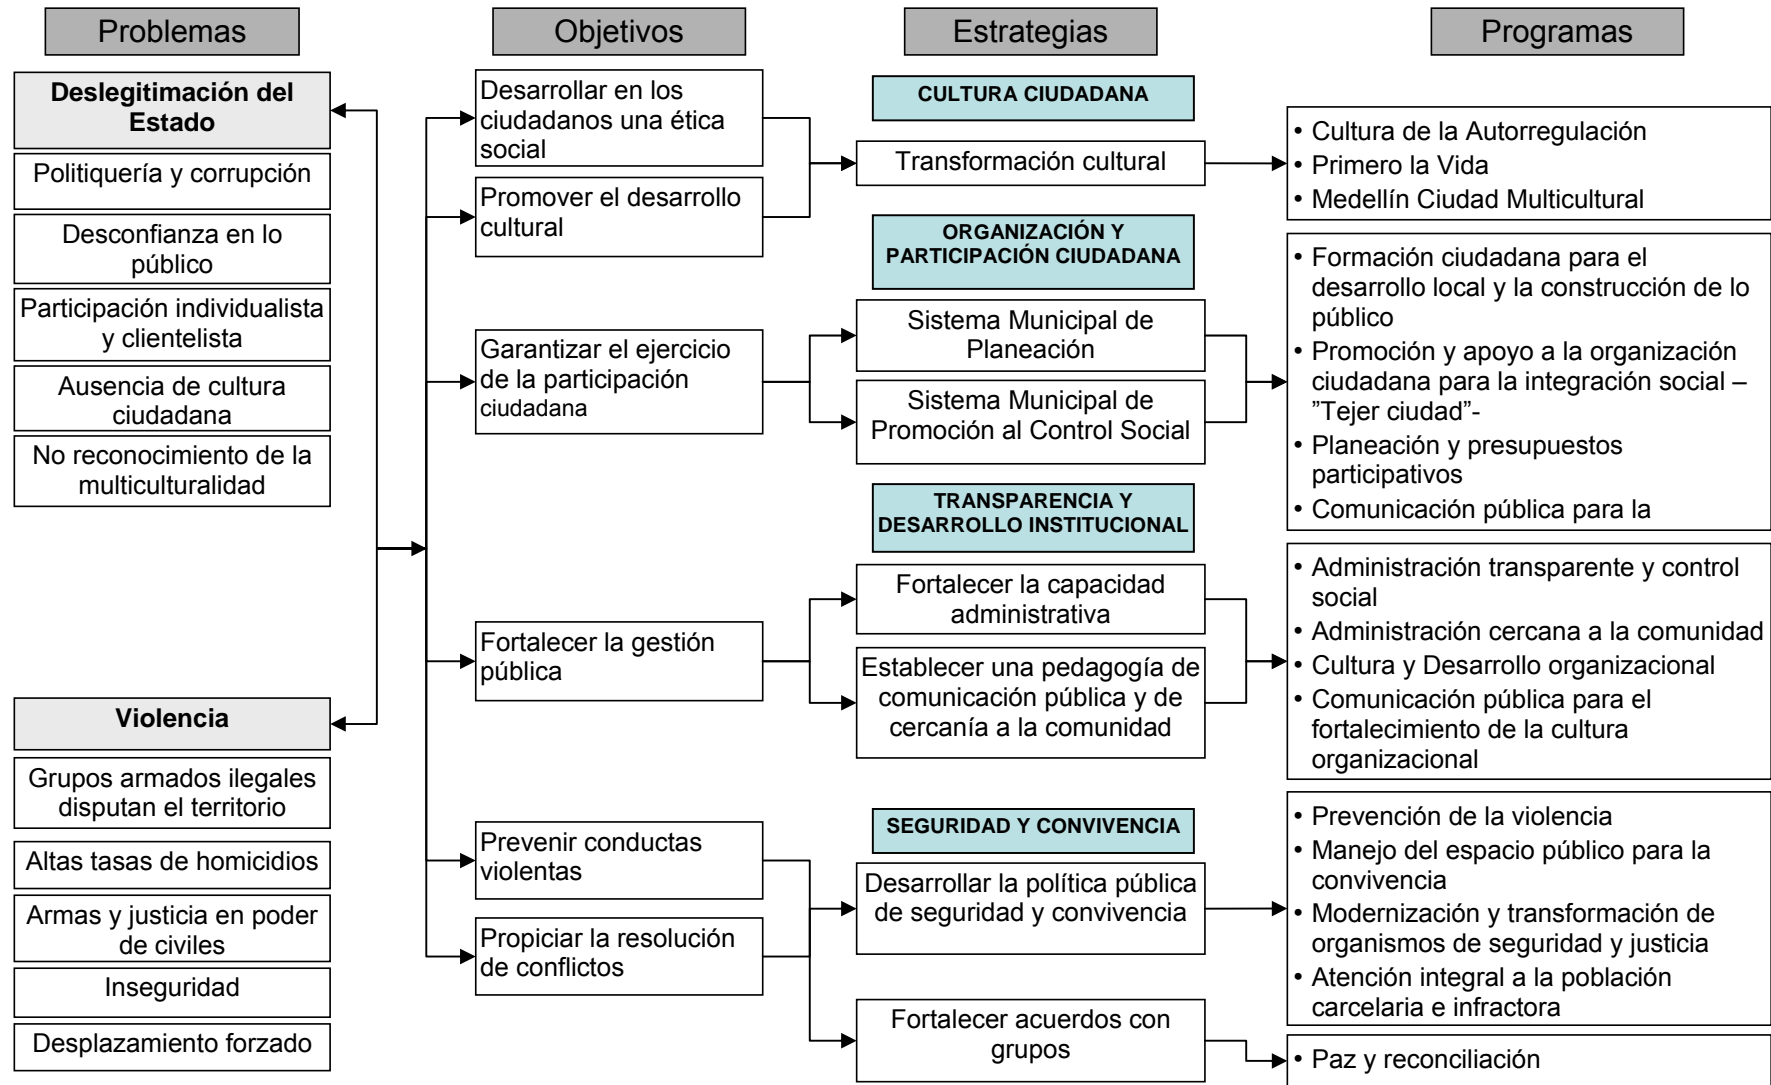 Problemas
Objetivos
Estrategias
Programas
Deslegitimación del
Estado
Politiquería y corrupción
Desconfianza en lo
público
Participación individualista
y clientelista
Ausencia de cultura
ciudadana
No reconocimiento de la
multiculturalidad
Violencia
Grupos armados ilegales
disputan el territorio
Altas tasas de homicidios
Armas y justicia en poder
de civiles
Inseguridad
Desplazamiento forzado
Desarrollar en los
ciudadanos una ética
social
Promover el desarrollo
cultural
Garantizar el ejercicio
de la participación
ciudadana
Fortalecer la gestión
pública
Prevenir conductas
violentas
Propiciar la resolución
de conflictos
CULTURA CIUDADANA
Transformación cultural
ORGANIZACIÓN Y
PARTICIPACIÓN CIUDADANA
Sistema Municipal de
Planeación
Sistema Municipal de
Promoción al Control Social
TRANSPARENCIA Y
DESARROLLO INSTITUCIONAL
Fortalecer la capacidad
administrativa
Establecer una pedagogía de
comunicación pública y de
cercanía a la comunidad
SEGURIDAD Y CONVIVENCIA
Desarrollar la política pública
de seguridad y convivencia
Fortalecer acuerdos con
grupos
• Cultura de la Autorregulación
• Primero la Vida
• Medellín Ciudad Multicultural
• Formación ciudadana para el
desarrollo local y la construcción de lo
público
• Promoción y apoyo a la organización
ciudadana para la integración social –
”Tejer ciudad”-
• Planeación y presupuestos
participativos
• Comunicación pública para la
• Administración transparente y control
social
• Administración cercana a la comunidad
• Cultura y Desarrollo organizacional
• Comunicación pública para el
fortalecimiento de la cultura
organizacional
• Prevención de la violencia
• Manejo del espacio público para la
convivencia
• Modernización y transformación de
organismos de seguridad y justicia
• Atención integral a la población
carcelaria e infractora
• Paz y reconciliación